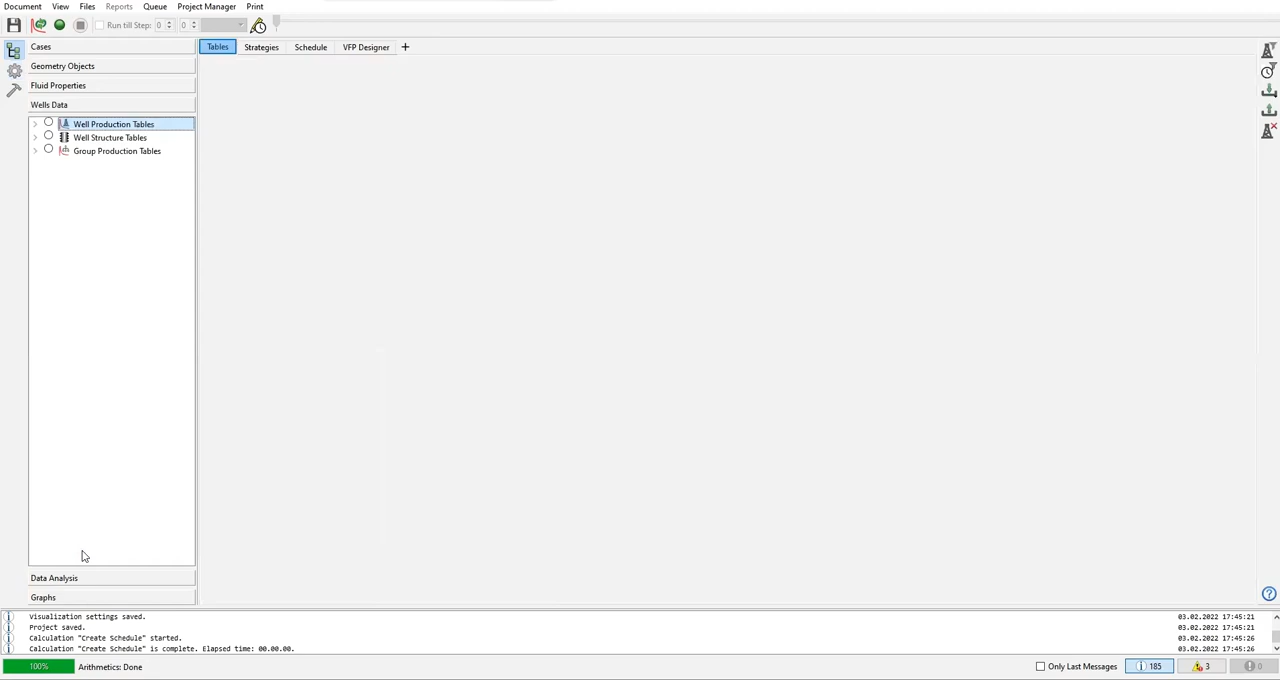 Document View Files Reports Queue Project Manager Print
Run till Step: 0 0
Cases
Tables Strategies Schedule VFP Designer +
Geometry Objects
Fluid Properties
Wells Data
Well Production Tables
Well Structure Tables
Group Production Tables
Data Analysis
Graphs
Visualization settings saved. 03.02.2022 17:45:21
Project saved. 03.02.2022 17:45:21
Calculation "Create Schedule" started. 03.02.2022 17:45:26
Calculation "Create Schedule" is complete. Elapsed time: 00.00.00. 03.02.2022 17:45:26
100% Arithmetics: Done Only Last Messages 185 3 0